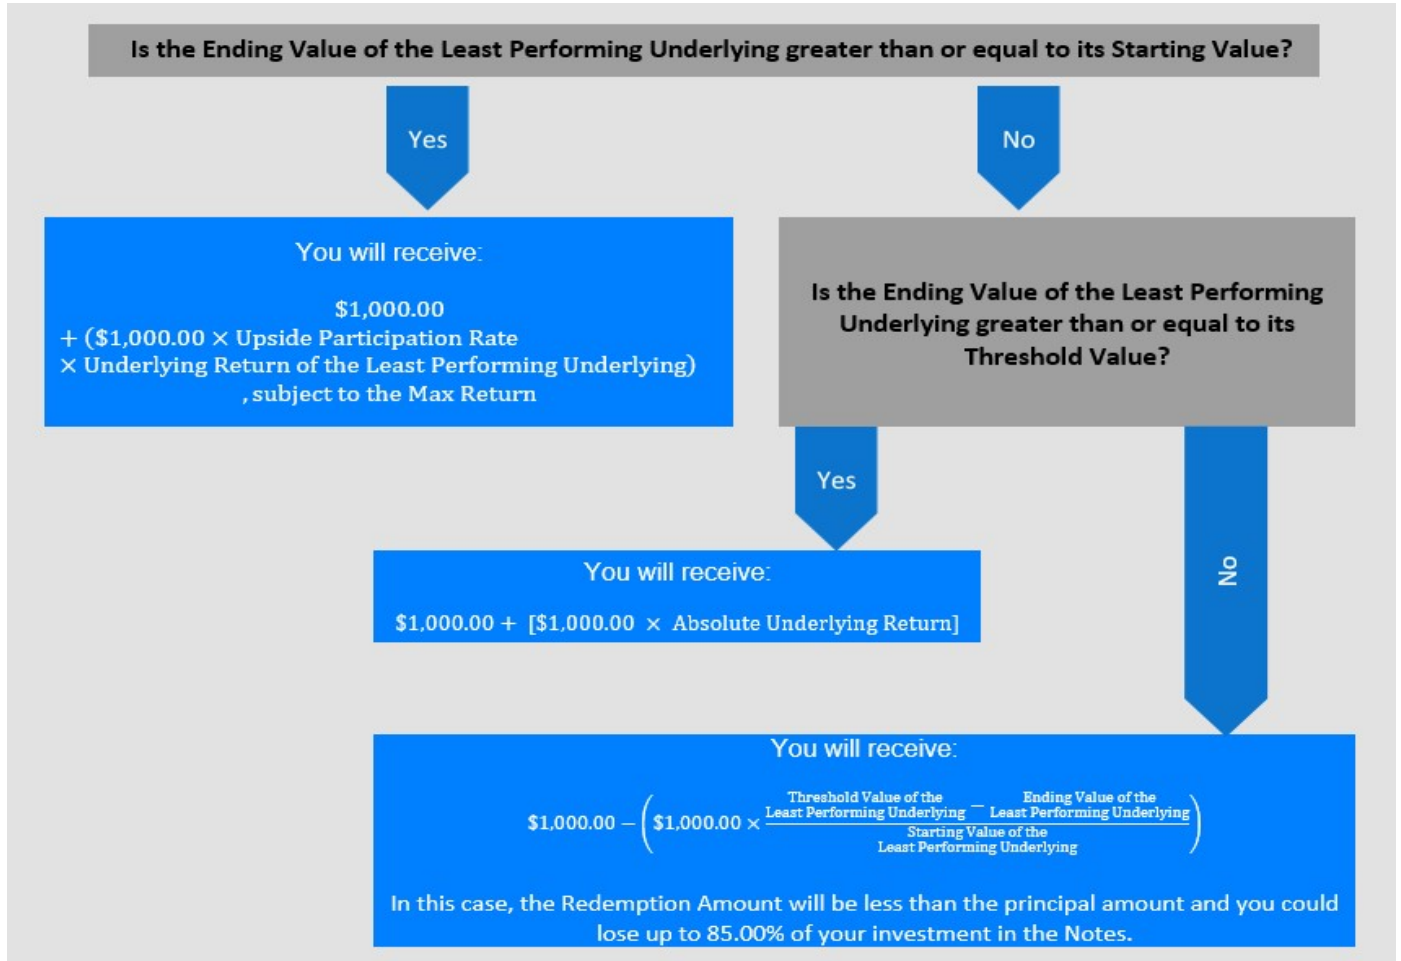 Is the Ending Value of the Least Performing Underlying greater than or equal to its Starting Value?
Yes
No
You will receive:
$1,000.00
+ ($1,000.00 × Upside Participation Rate
× Underlying Return of the Least Performing Underlying)
, subject to the Max Return
Is the Ending Value of the Least Performing
Underlying greater than or equal to its
Threshold Value?
Yes
No
You will receive:
$1,000.00 + [$1,000.00 × Absolute Underlying Return]
You will receive:
Threshold Value of the Ending Value of the
$1,000.00 − ($1,000.00 × Least Performing Underlying − Least Performing Underlying)
Starting Value of the
Least Performing Underlying
In this case, the Redemption Amount will be less than the principal amount and you could
lose up to 85.00% of your investment in the Notes.